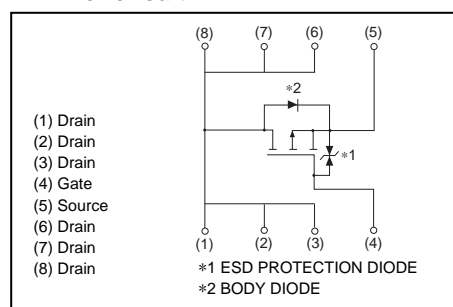 (8) (7) (6) (5)
∗2
∗1
(1) Drain
(2) Drain
(3) Drain
(4) Gate
(5) Source
(6) Drain
(7) Drain
(8) Drain
(1) (2) (3) (4)
∗1 ESD PROTECTION DIODE
∗2 BODY DIODE